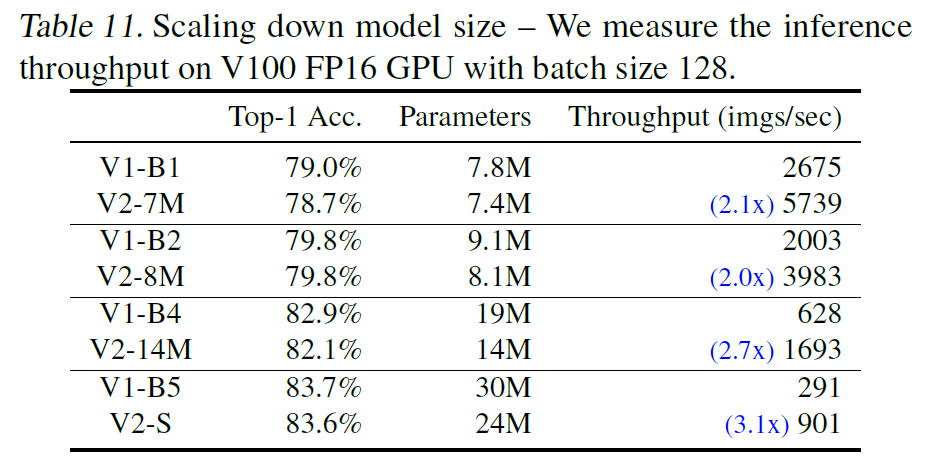 Table 11. Scaling down model size – We measure the inference
throughput on V100 FP16 GPU with batch size 128.
Top-1 Acc. Parameters Throughput (imgs/sec)
V1-B1 79.0% 7.8M 2675
V2-7M 78.7% 7.4M (2.1x) 5739
V1-B2 79.8% 9.1M 2003
V2-8M 79.8% 8.1M (2.0x) 3983
V1-B4 82.9% 19M 628
V2-14M 82.1% 14M (2.7x) 1693
V1-B5 83.7% 30M 291
V2-S 83.6% 24M (3.1x) 901